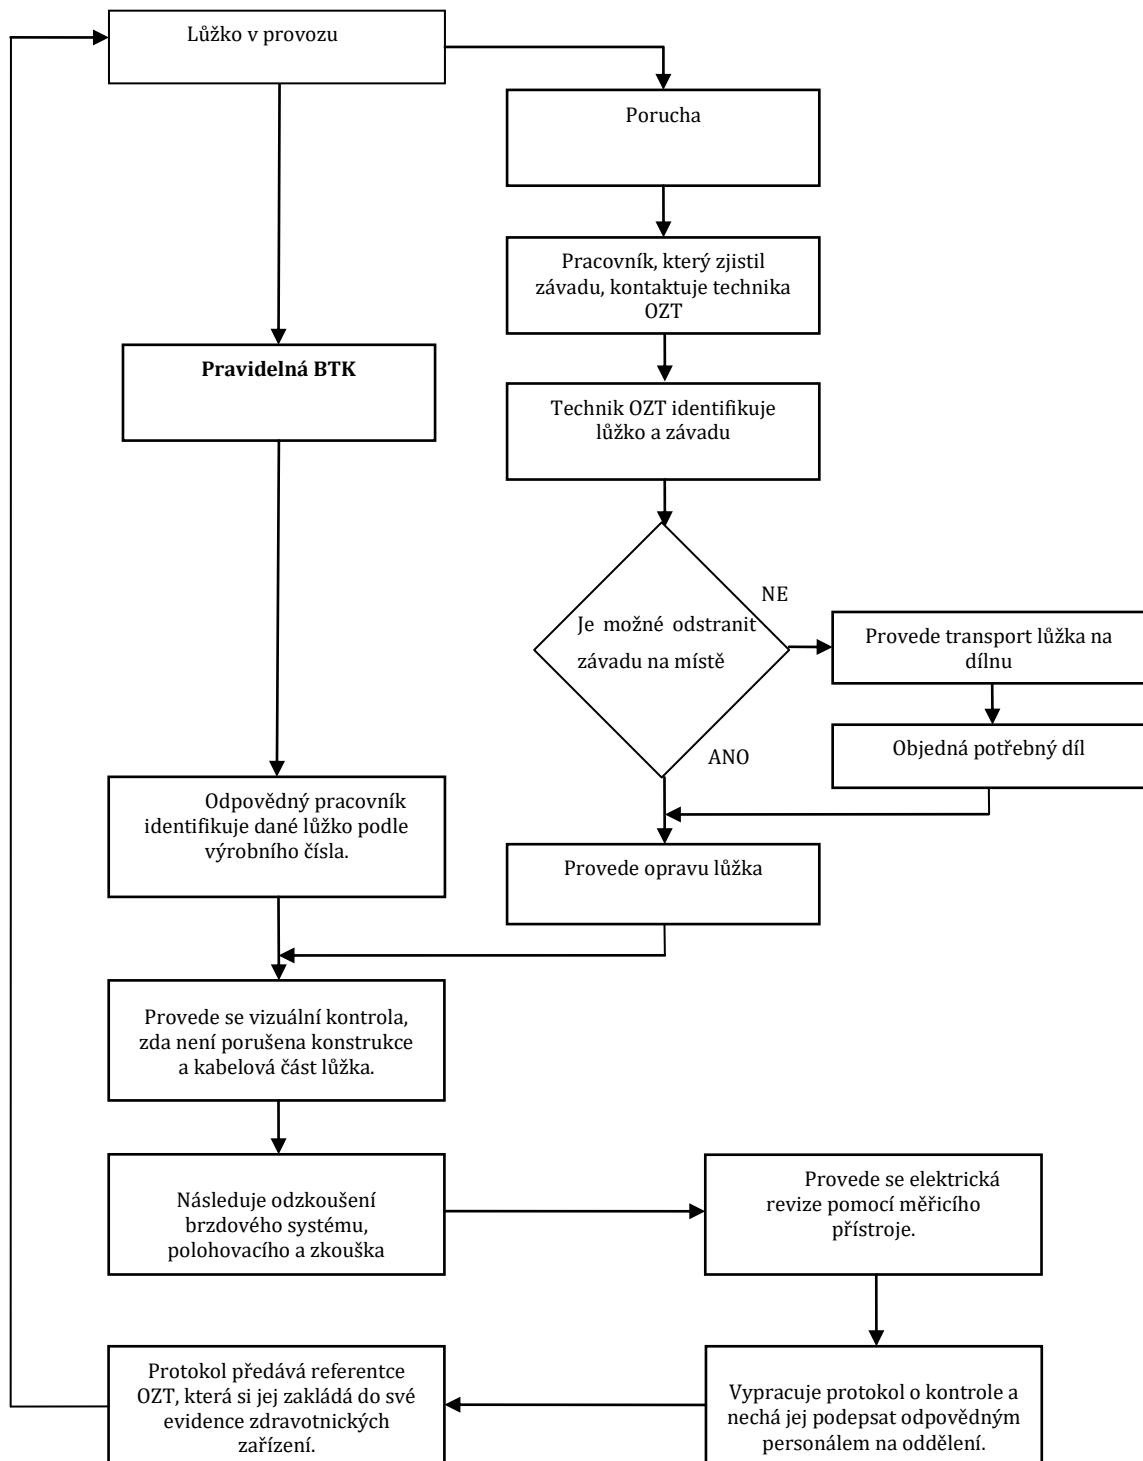 Lůžko v provozu
Porucha
Pracovník, který zjistil
závadu, kontaktuje technika
OZT
Pravidelná BTK
Technik OZT identifikuje
lůžko a závadu
NE
Je možné odstranit
závadu na místě
Provede transport lůžka na
dílnu
ANO
Objedná potřebný díl
Odpovědný pracovník
identifikuje dané lůžko podle
výrobního čísla.
Provede opravu lůžka
Provede se vizuální kontrola,
zda není porušena konstrukce
a kabelová část lůžka.
Následuje odzkoušení
brzdového systému,
polohovacího a zkouška
Provede se elektrická
revize pomocí měřicího
přístroje.
Protokol předává referentce
OZT, která si jej zakládá do své
evidence zdravotnických
zařízení.
Vypracuje protokol o kontrole a
nechá jej podepsat odpovědným
personálem na oddělení.